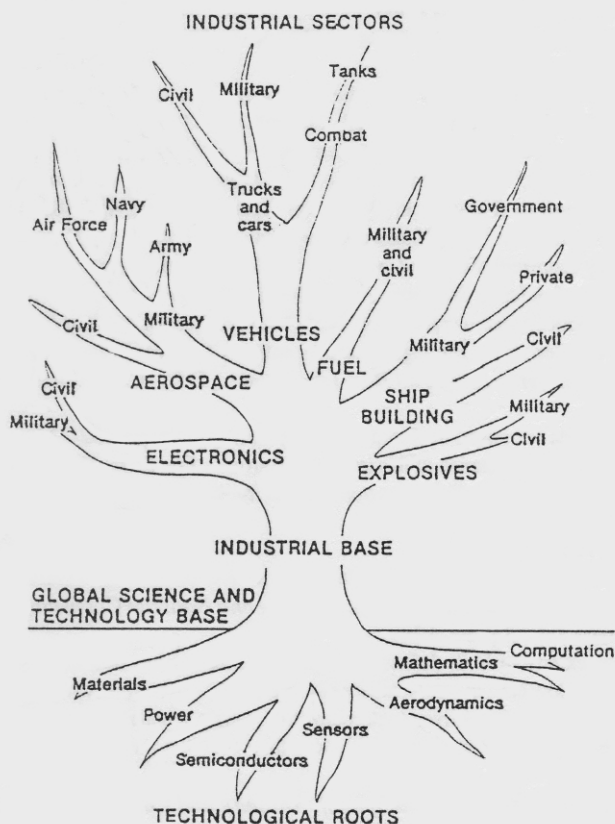 INDUSTRIAL SECTORS
Civil
Military
Tanks
Combat
Trucks
and
cars
Air Force
Navy
Army
Military
and
civil
Government
Private
Civil
Military
VEHICLES
FUEL
Military
Civil
AEROSPACE
SHIP
BUILDING
Civil
Military
ELECTRONICS
Military
Civil
EXPLOSIVES
INDUSTRIAL BASE
GLOBAL SCIENCE AND
TECHNOLOGY BASE
Materials
Power
Semiconductors
Sensors
Aerodynamics
Mathematics
Computation
TECHNOLOGICAL ROOTS